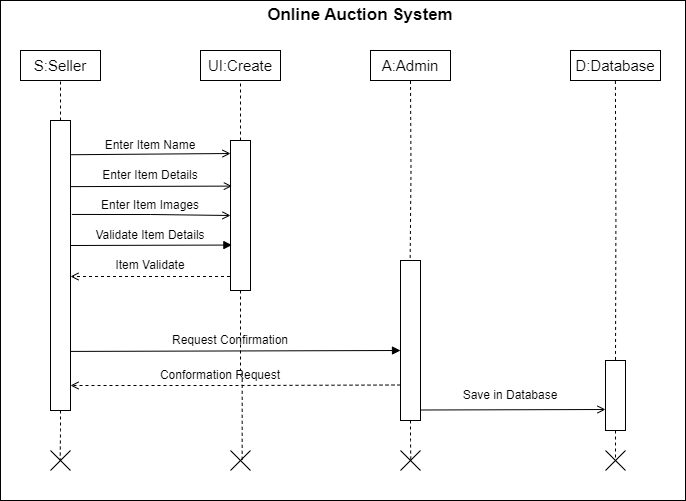 Online Auction System
S:Seller
UI:Create
A:Admin
D:Database
Enter Item Name
Enter Item Details
Enter Item Images
Validate Item Details
Item Validate
Request Confirmation
Conformation Request
Save in Database